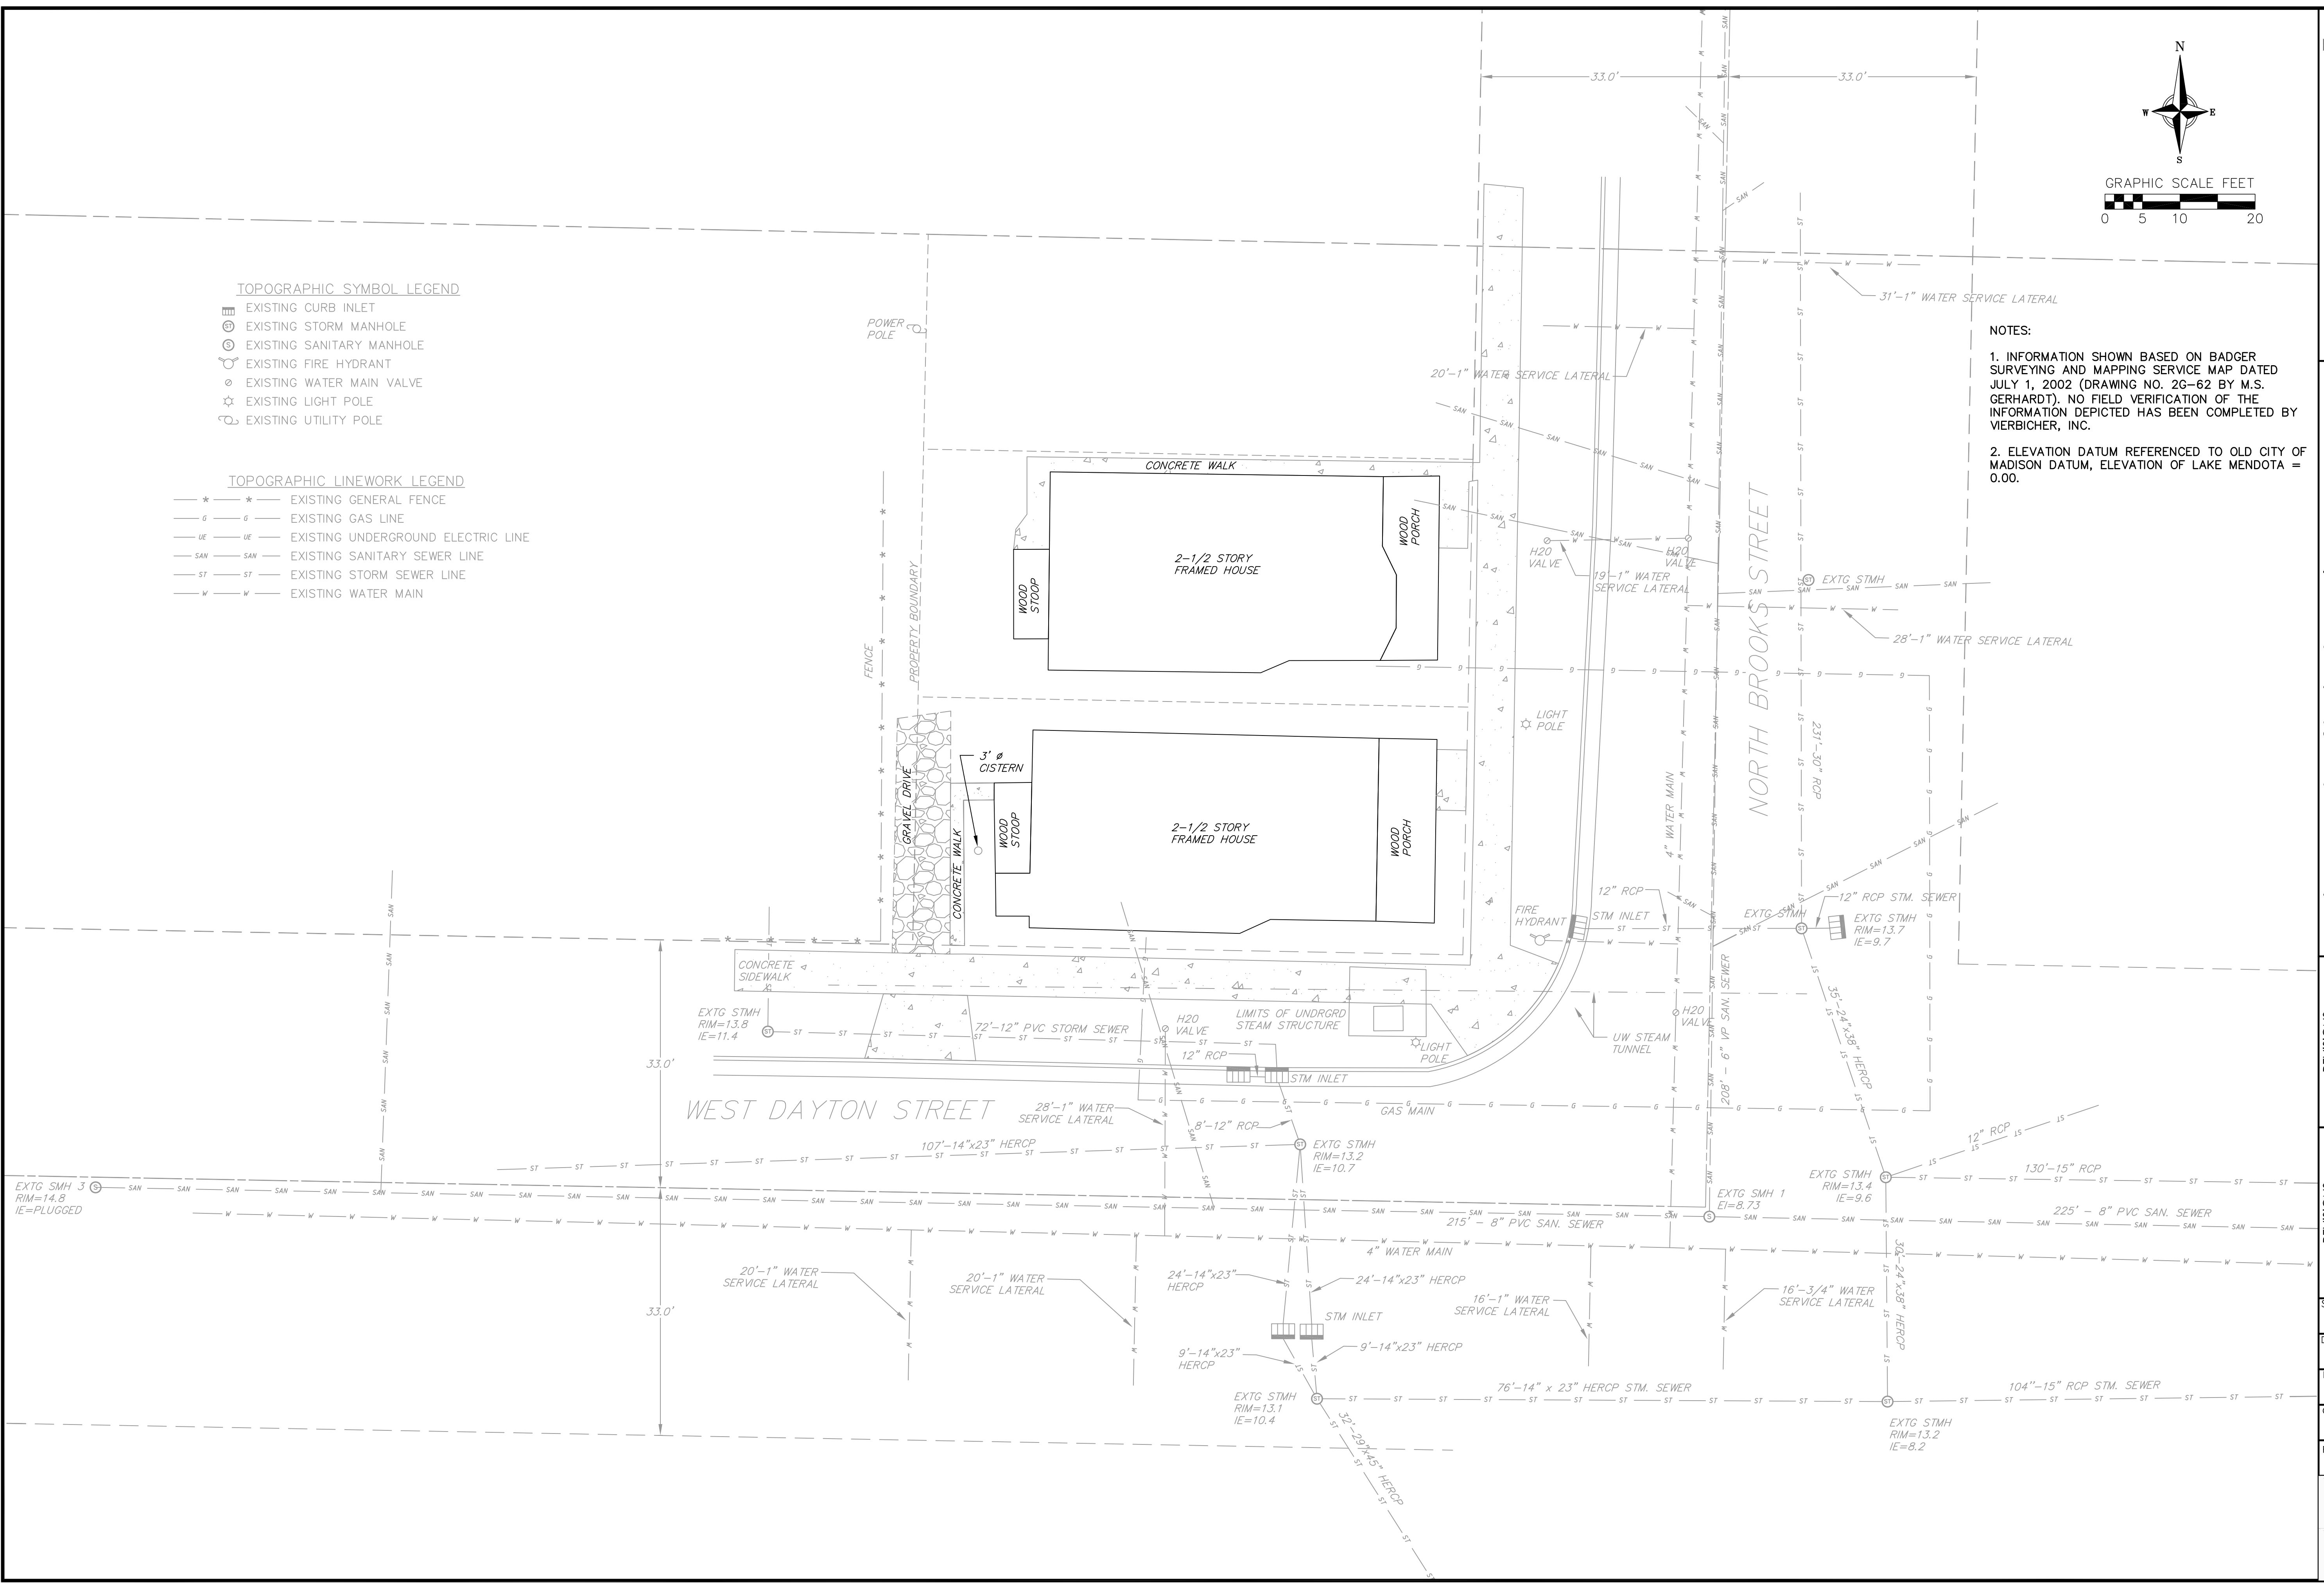 N
W
E
S
GRAPHIC SCALE FEET
0 5 10 20
33.0'
33.0'
TOPOGRAPHIC SYMBOL LEGEND
EXISTING CURB INLET
ST EXISTING STORM MANHOLE
S EXISTING SANITARY MANHOLE
EXISTING FIRE HYDRANT
EXISTING WATER MAIN VALVE
EXISTING LIGHT POLE
EXISTING UTILITY POLE
TOPOGRAPHIC LINEWORK LEGEND
EXISTING GENERAL FENCE
G G EXISTING GAS LINE
UE UE EXISTING UNDERGROUND ELECTRIC LINE
SAN SAN EXISTING SANITARY SEWER LINE
ST ST EXISTING STORM SEWER LINE
W W EXISTING WATER MAIN
NOTES:
1. INFORMATION SHOWN BASED ON BADGER
SURVEYING AND MAPPING SERVICE MAP DATED
JULY 1, 2002 (DRAWING NO. 2G-62 BY M.S.
GERHARDT). NO FIELD VERIFICATION OF THE
INFORMATION DEPICTED HAS BEEN COMPLETED BY
VIERBICHER, INC.
2. ELEVATION DATUM REFERENCED TO OLD CITY OF
MADISON DATUM, ELEVATION OF LAKE MENDOTA =
0.00.
POWER
POLE
31'-1" WATER SERVICE LATERAL
20'-1" WATER SERVICE LATERAL
CONCRETE WALK
2-1/2 STORY
FRAMED HOUSE
WOOD
PORCH
WOOD
STOOP
H20
VALVE
H20
VALVE
19'-1" WATER
SERVICE LATERAL
EXTG STMH
28'-1" WATER SERVICE LATERAL
NORTH BROOKS STREET
FENCE
PROPERTY BOUNDARY
LIGHT
POLE
231'-30" RCP
4" WATER MAIN
3' ø
CISTERN
GRAVEL DRIVE
CONCRETE WALK
WOOD
STOOP
2-1/2 STORY
FRAMED HOUSE
WOOD
PORCH
12" RCP
FIRE
HYDRANT
STM INLET
EXTG STMH
12" RCP STM. SEWER
EXTG STMH
RIM=13.7
IE=9.7
CONCRETE
SIDEWALK
EXTG STMH
RIM=13.8
IE=11.4
72'-12" PVC STORM SEWER
H20
VALVE
LIMITS OF UNDRGRD
STEAM STRUCTURE
12" RCP
STM INLET
LIGHT
POLE
UW STEAM
TUNNEL
H20
VALVE
208' - 6" VP SAN. SEWER
35'-24"x38" HERCP
33.0'
WEST DAYTON STREET
28'-1" WATER
SERVICE LATERAL
GAS MAIN
8'-12" RCP
107'-14"x23" HERCP
EXTG STMH
RIM=13.2
IE=10.7
12" RCP
EXTG STMH
RIM=13.4
IE=9.6
130'-15" RCP
EXTG SMH 3
RIM=14.8
IE=PLUGGED
EXTG SMH 1
EI=8.73
215' - 8" PVC SAN. SEWER
225' - 8" PVC SAN. SEWER
4" WATER MAIN
30'-24"x38" HERCP
20'-1" WATER
SERVICE LATERAL
20'-1" WATER
SERVICE LATERAL
24'-14"x23"
HERCP
24'-14"x23" HERCP
16'-1" WATER
SERVICE LATERAL
16'-3/4" WATER
SERVICE LATERAL
33.0'
STM INLET
9'-14"x23"
HERCP
9'-14"x23" HERCP
EXTG STMH
RIM=13.1
IE=10.4
76'-14" x 23" HERCP STM. SEWER
104"-15" RCP STM. SEWER
EXTG STMH
RIM=13.2
IE=8.2
32'-29"x45" HERCP